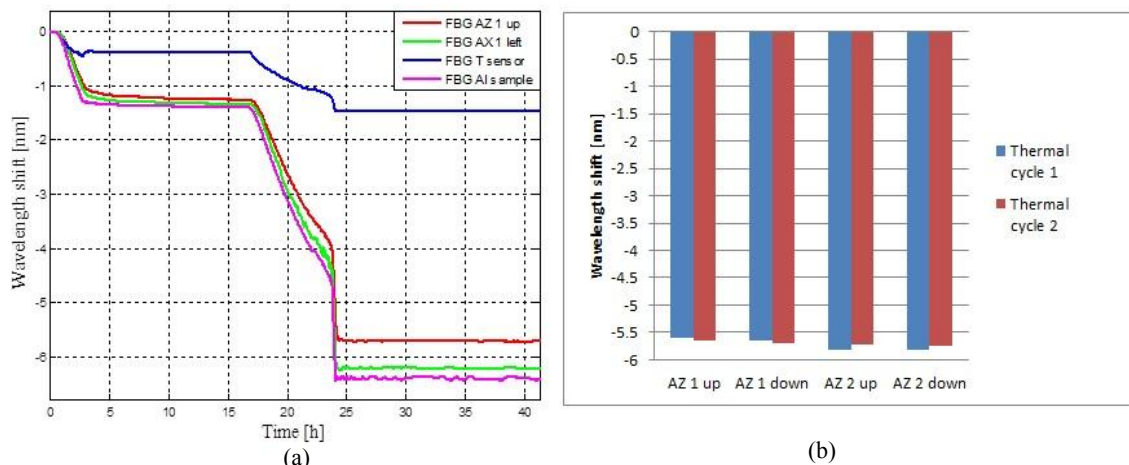 FBG AZ 1 up
FBG AX 1 left
FBG T sensor
FBG Al sample
Wavelength shift [nm]
0
-1
-2
-3
-4
-5
-6
0
5
10
15
20
25
30
35
40
Time [h]
(a)
Wavelength shift [nm]
0
-0.5
-1
-1.5
-2
-2.5
-3
-3.5
-4
-4.5
-5
-5.5
-6
AZ 1 up
AZ 1 down
AZ 2 up
AZ 2 down
Thermal
cycle 1
Thermal
cycle 2
(b)